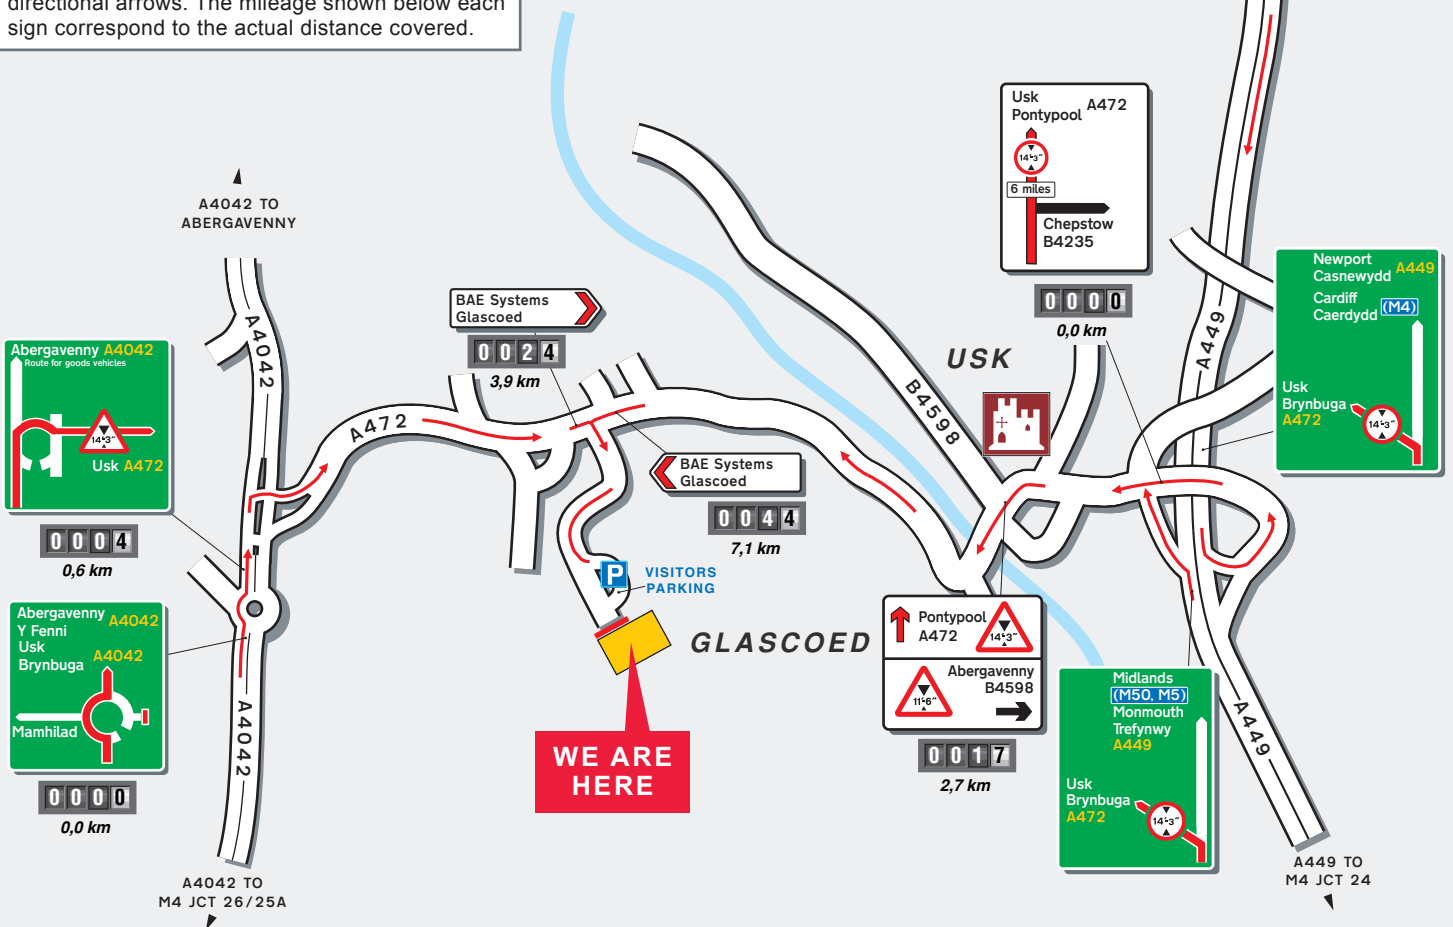 directional arrows. The mileage shown below each
sign correspond to the actual distance covered.
A4042 TO
ABERGAVENNY
A4042
Abergavenny A4042
Route for goods vehicles
14'3"
Usk A472
0004
0,6 km
Abergavenny A4042
Y Fenni
Usk
Brynbuga A4042
Mamhilad
0000
0,0 km
A4042
A4042 TO
M4 JCT 26/25A
A472
BAE Systems
Glascoed
0024
3,9 km
BAE Systems
Glascoed
0044
7,1 km
P VISITORS
PARKING
GLASCOED
WE ARE
HERE
B4598
USK
Usk
Pontypool A472
14'3"
6 miles
Chepstow
B4235
0000
0,0 km
A449
Newport
Casnewydd A449
Cardiff
Caerdydd (M4)
Usk
Brynbuga
A472
14'3"
Pontypool
A472
14'3"
Abergavenny
B4598
11'6"
0017
2,7 km
Midlands
(M50, M5)
Monmouth
Trefynwy
A449
Usk
Brynbuga
A472
14'3"
A449
A449 TO
M4 JCT 24